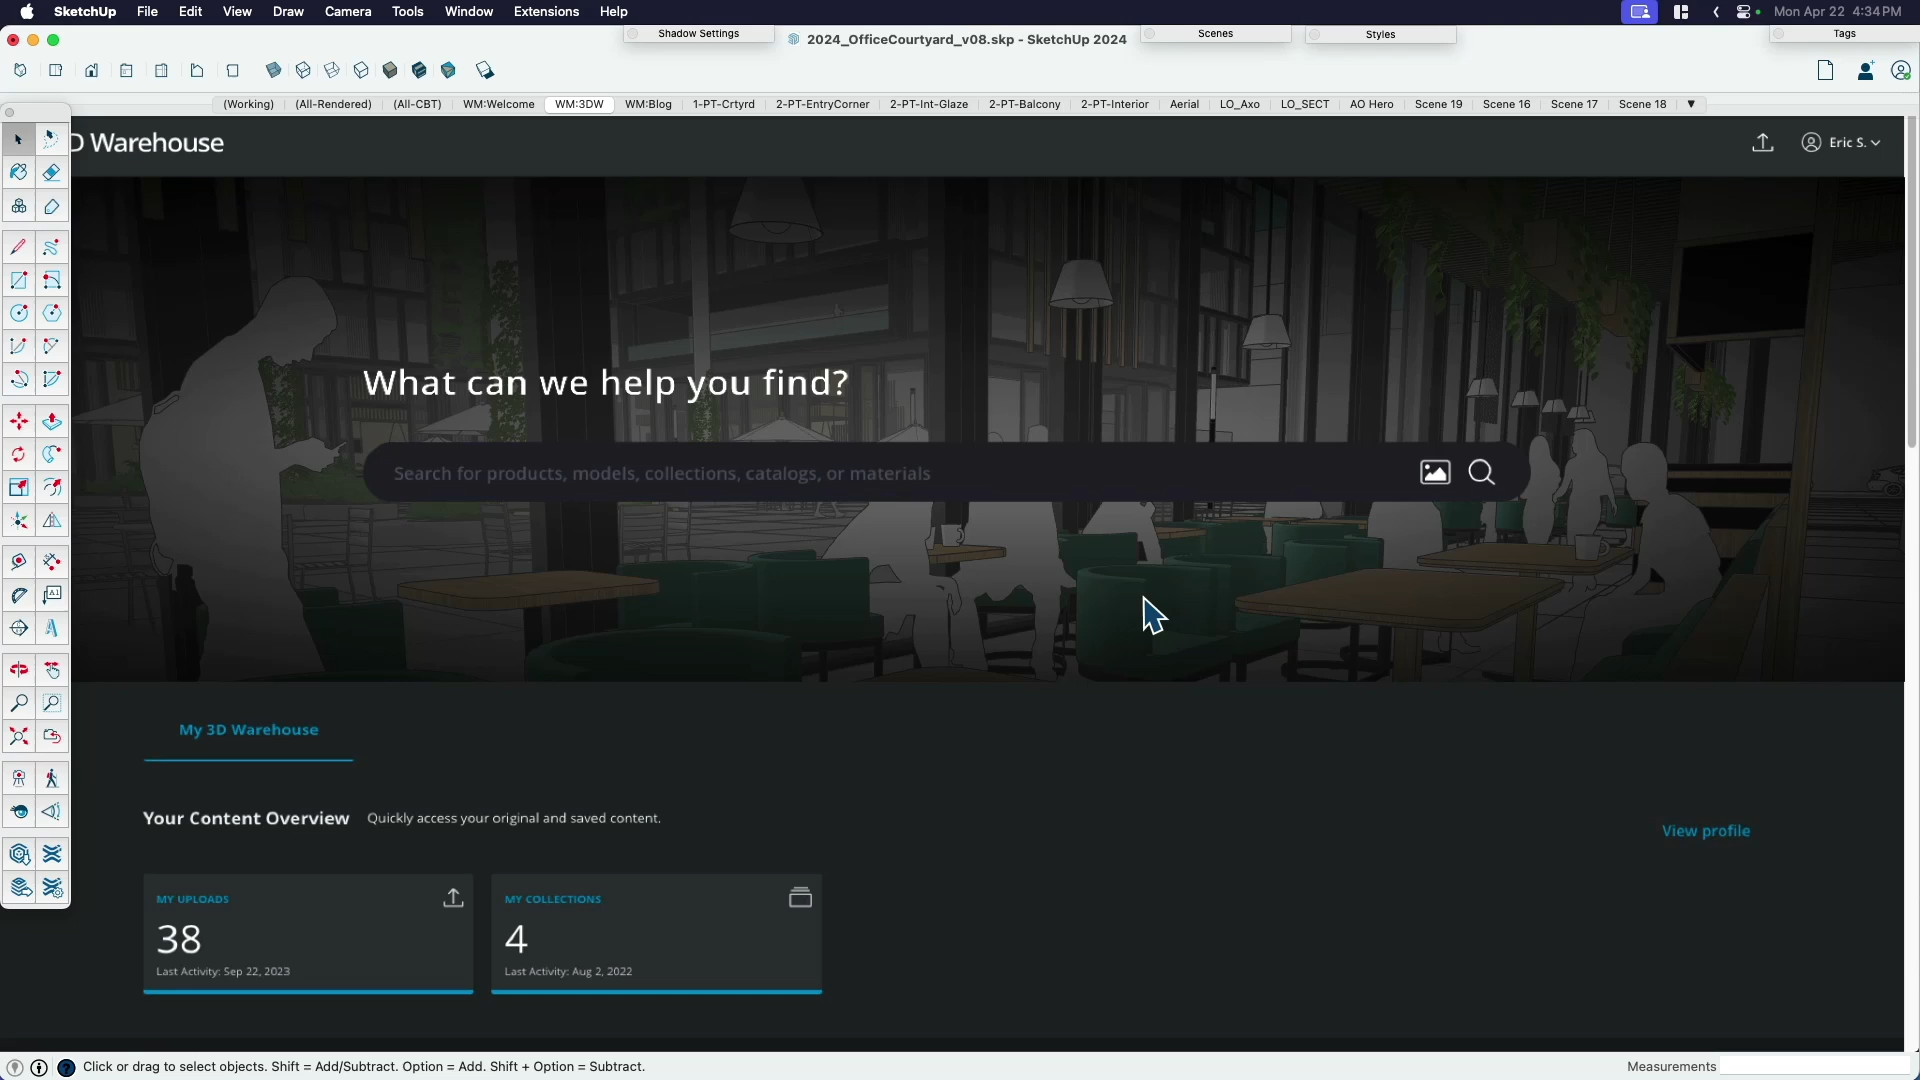 SketchUp File Edit View Draw Camera Tools Window Extensions Help
Mon Apr 22 4:34PM
Shadow Settings
2024_OfficeCourtyard_v08.skp - SketchUp 2024
Scenes
Styles
Tags
(Working) (All-Rendered) (All-CBT) WM:Welcome WM:3DW WM:Blog 1-PT-Crtyrd 2-PT-EntryCorner 2-PT-Int-Glaze 2-PT-Balcony 2-PT-Interior Aerial LO_Axo LO_SECT AO Hero Scene 19 Scene 16 Scene 17 Scene 18
D Warehouse
Eric S.
What can we help you find?
Search for products, models, collections, catalogs, or materials
My 3D Warehouse
Your Content Overview Quickly access your original and saved content.
View profile
MY UPLOADS
38
Last Activity: Sep 22, 2023
MY COLLECTIONS
4
Last Activity: Aug 2, 2022
Click or drag to select objects. Shift = Add/Subtract. Option = Add. Shift + Option = Subtract.
Measurements